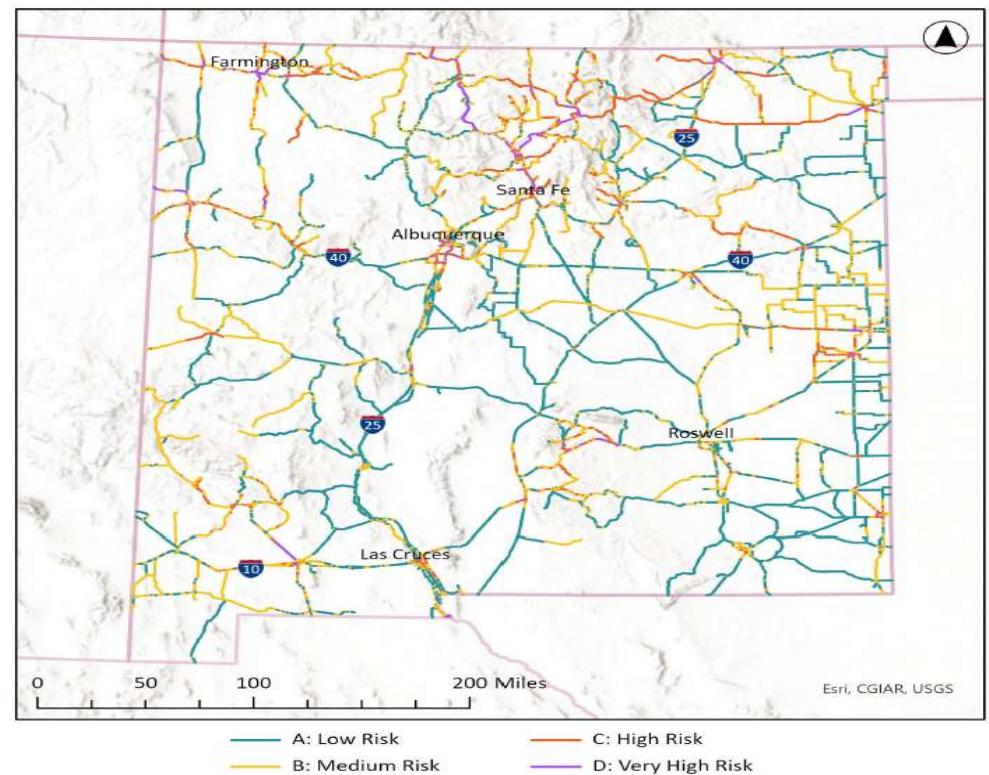 Farmington
25
Santa Fe
Albuquerque
40
40
25
Roswell
Las Cruces
10
0 50 100 200 Miles
Esri, CGIAR, USGS
A: Low Risk
C: High Risk
B: Medium Risk
D: Very High Risk